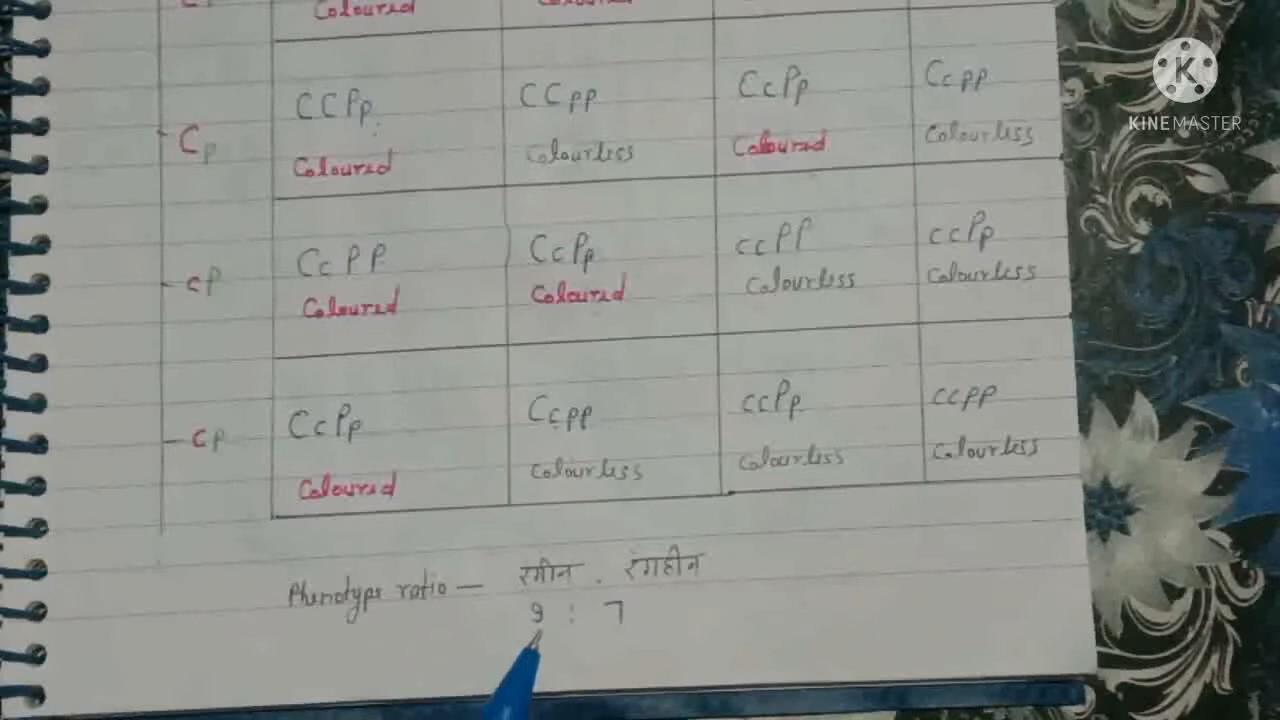 Coloured
CCPp CCpp CcPp Ccpp
Cp
Coloured Colourless Coloured Colourless
CcPP CcPp ccPP ccPp
cP
Coloured Coloured Colourless Colourless
CcPp Ccpp ccPp ccpp
cp
Coloured Colourless Colourless Colourless
Phenotype ratio — रंगीन . रंगहीन
9 : 7
K
KINEMASTER